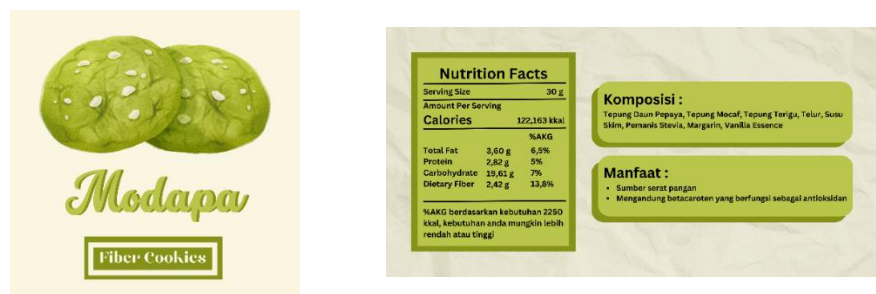 Modapa
Fiber Cookies
Nutrition Facts
Serving Size 30 g
Amount Per Serving
Calories 122,163 kkal
%AKG
Total Fat 3,60 g 6,5%
Protein 2,82 g 5%
Carbohydrate 19,61 g 7%
Dietary Fiber 2,42 g 13,8%
%AKG berdasarkan kebutuhan 2250
kkal, kebutuhan anda mungkin lebih
rendah atau tinggi
Komposisi :
Tepung Daun Pepaya, Tepung Mocaf, Tepung Terigu, Telur, Susu
Skim, Pemanis Stevia, Margarin, Vanilla Essence
Manfaat :
• Sumber serat pangan
• Mengandung betacaroten yang berfungsi sebagai antioksidan